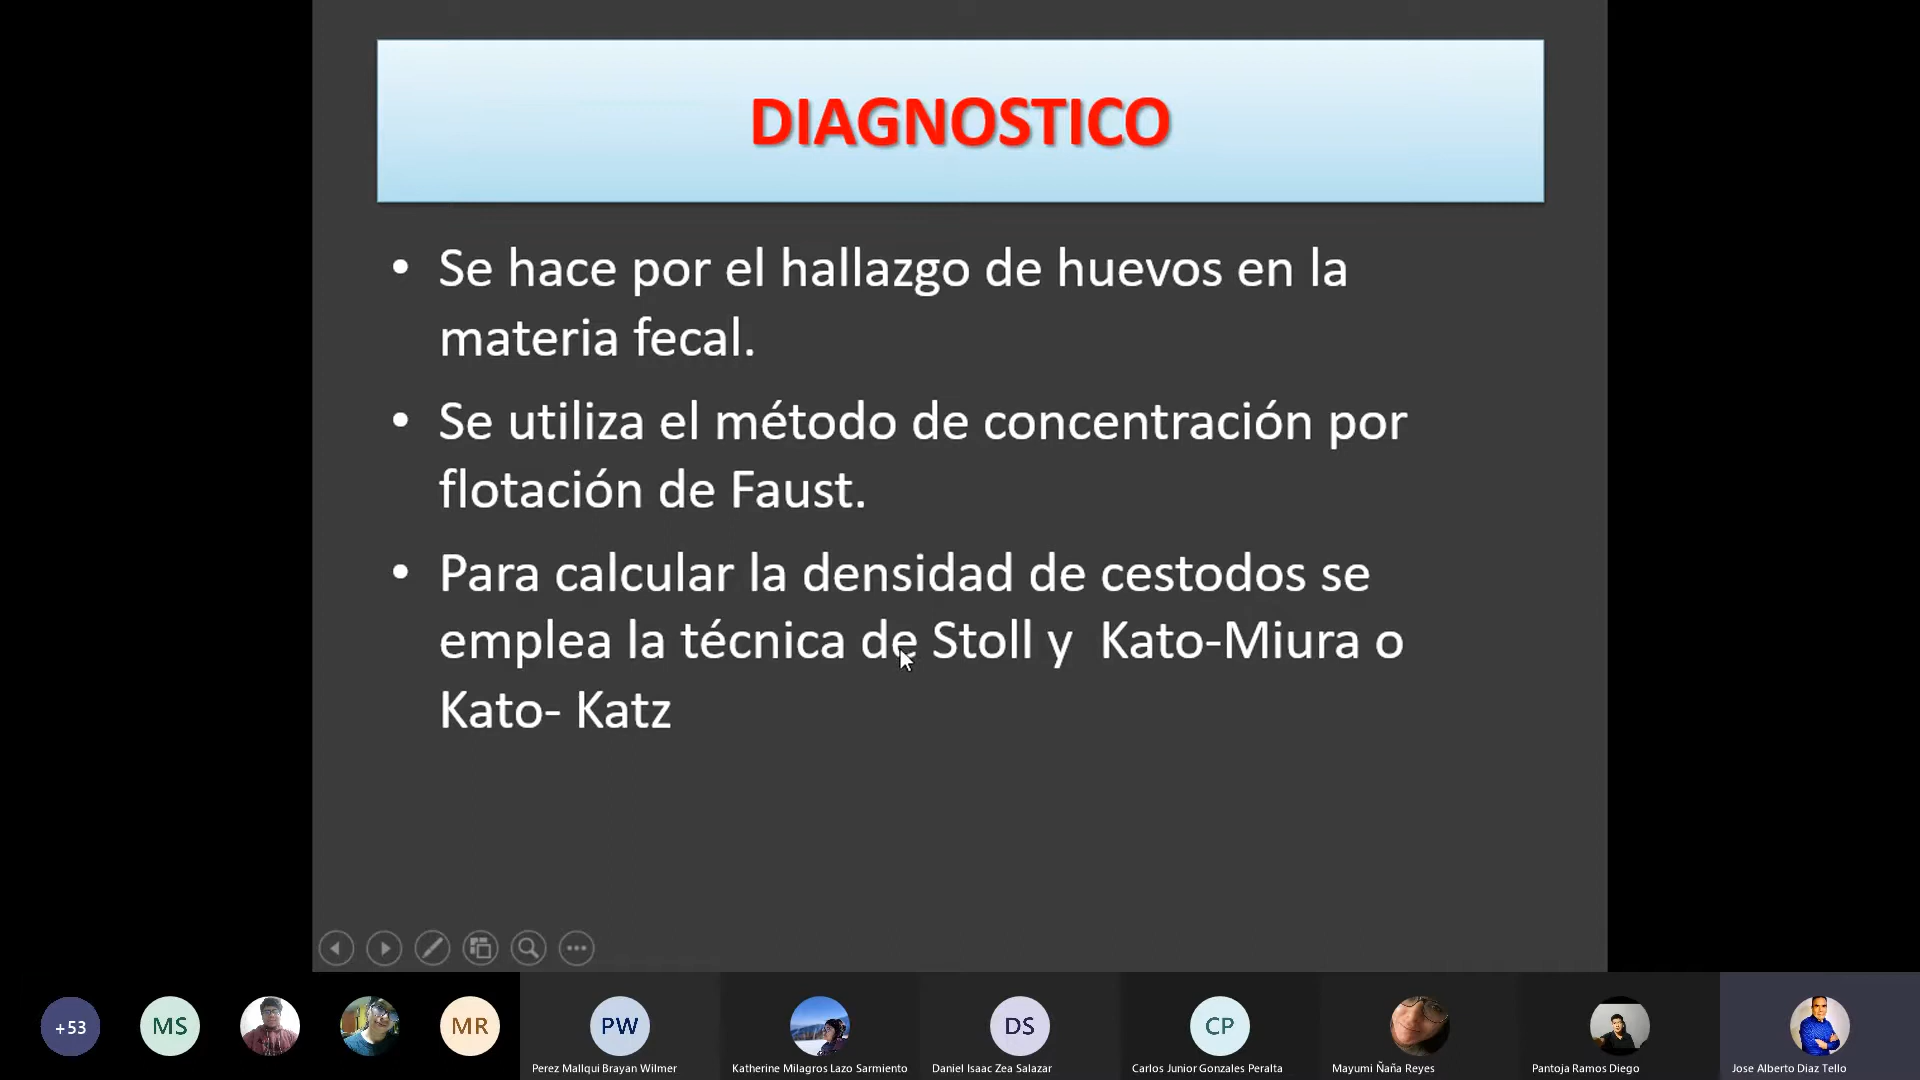 DIAGNOSTICO
• Se hace por el hallazgo de huevos en la
materia fecal.
• Se utiliza el método de concentración por
flotación de Faust.
• Para calcular la densidad de cestodos se
emplea la técnica de Stoll y  Kato-Miura o
Kato- Katz
+53
MS
MR
PW
DS
CP
Perez Mallqui Brayan Wilmer
Katherine Milagros Lazo Sarmiento
Daniel Isaac Zea Salazar
Carlos Junior Gonzales Peralta
Mayumi Ñaña Reyes
Pantoja Ramos Diego
Jose Alberto Diaz Tello